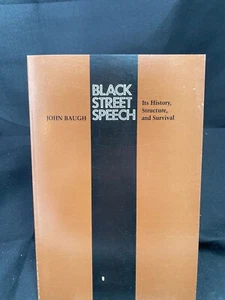 BLACK
STREET
SPEECH
JOHN BAUGH
Its History,
Structure,
and Survival